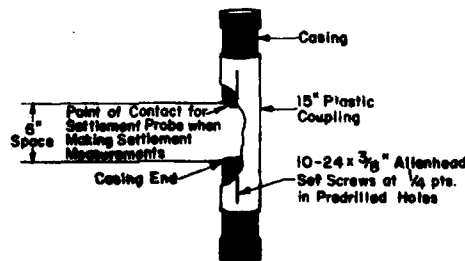 Casing
6"
Space
Point of Contact for
Settlement Probe when
Making Settlement
Measurements
Casing End
15" Plastic
Coupling
10-24 x 3/8" Allenhead
Set Screws at 1/4 pts.
in Predrilled Holes